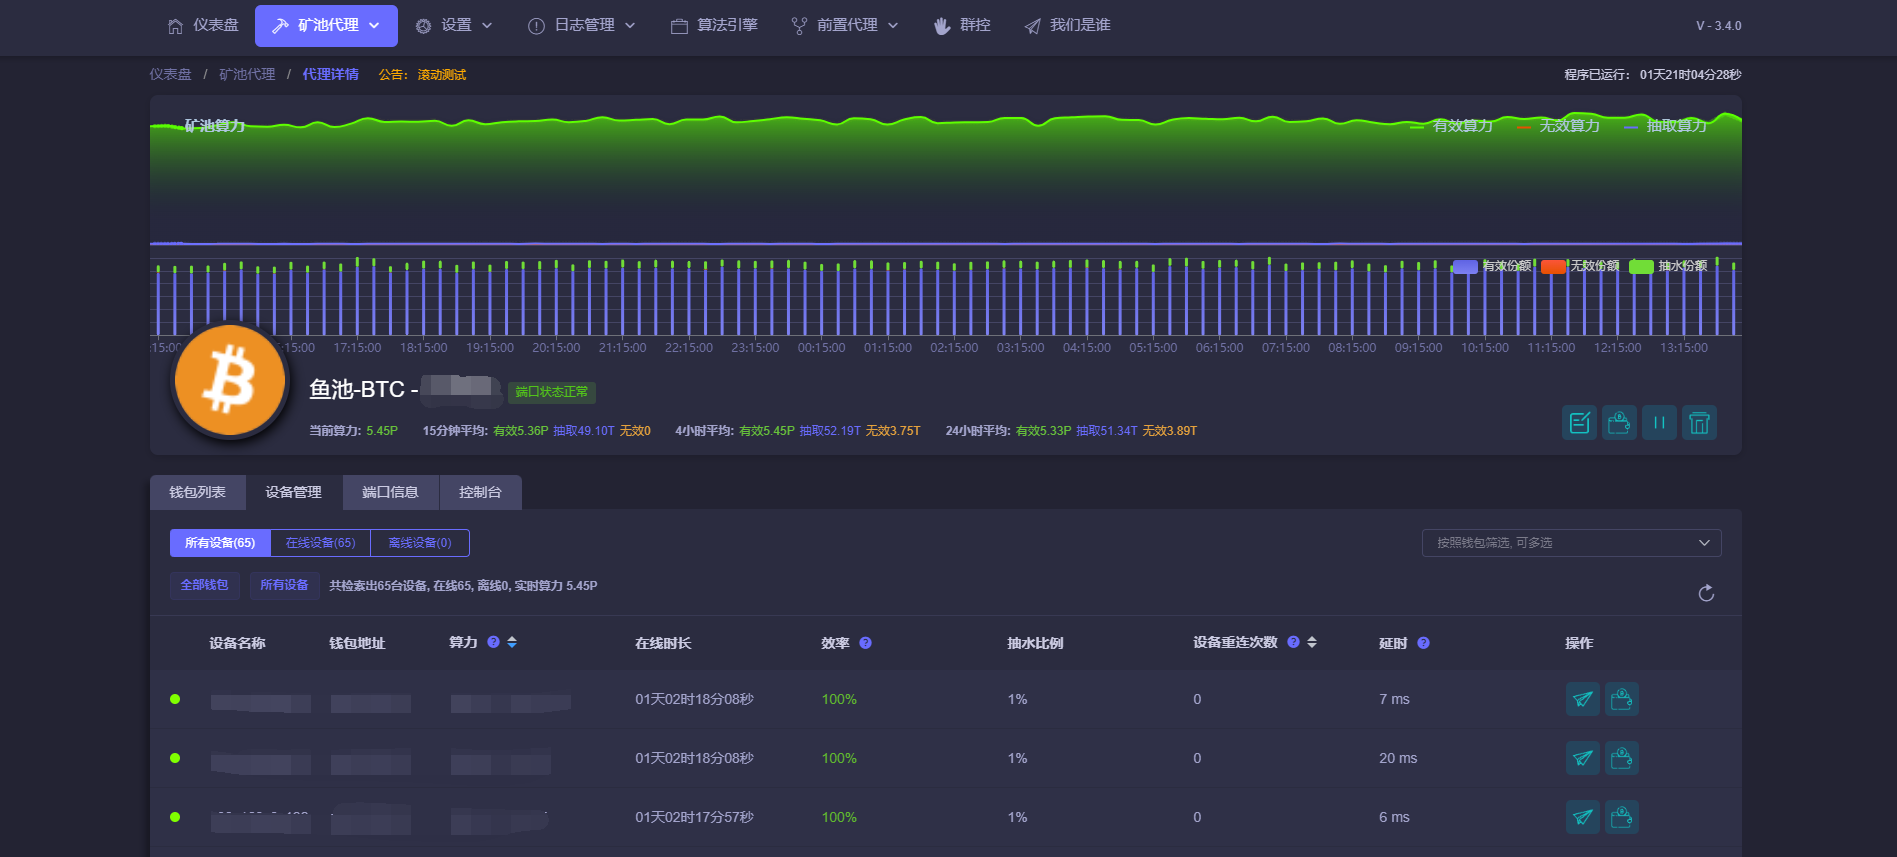 仪表盘 矿池代理 设置 日志管理 算法引擎 前置代理 群控 我们是谁 V - 3.4.0
仪表盘 / 矿池代理 / 代理详情 公告： 滚动测试 程序已运行： 01天21时04分28秒
矿池算力 有效算力 无效算力 抽取算力
有效份额 无效份额 抽水份额
:15:00 :15:00 17:15:00 18:15:00 19:15:00 20:15:00 21:15:00 22:15:00 23:15:00 00:15:00 01:15:00 02:15:00 03:15:00 04:15:00 05:15:00 06:15:00 07:15:00 08:15:00 09:15:00 10:15:00 11:15:00 12:15:00 13:15:00
鱼池-BTC - 端口状态正常
当前算力: 5.45P 15分钟平均: 有效5.36P 抽取49.10T 无效0 4小时平均: 有效5.45P 抽取52.19T 无效3.75T 24小时平均: 有效5.33P 抽取51.34T 无效3.89T
钱包列表 设备管理 端口信息 控制台
所有设备(65) 在线设备(65) 离线设备(0) 按照钱包筛选, 可多选
全部钱包 所有设备 共检索出65台设备, 在线65, 离线0, 实时算力 5.45P
设备名称 钱包地址 算力 在线时长 效率 抽水比例 设备重连次数 延时 操作
01天02时18分08秒 100% 1% 0 7 ms
01天02时18分08秒 100% 1% 0 20 ms
01天02时17分57秒 100% 1% 0 6 ms